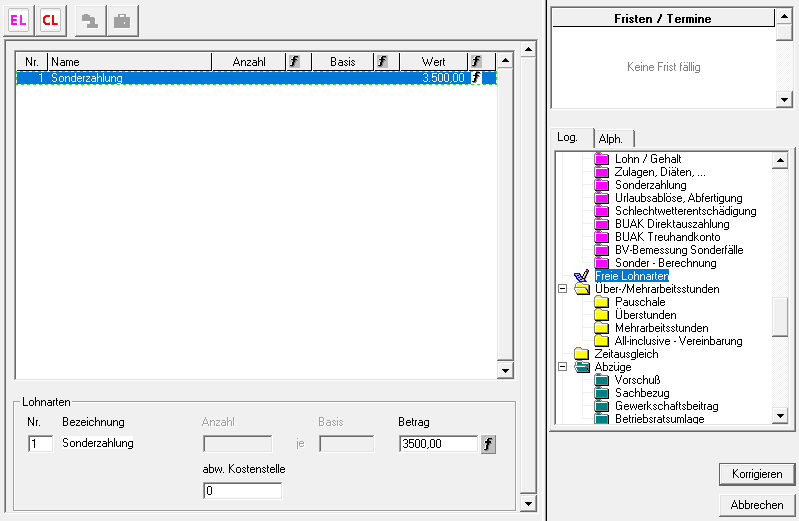 EL CL
Nr. Name Anzahl f Basis f Wert f
1 Sonderzahlung 3.500,00 f
Lohnarten
Nr. Bezeichnung Anzahl Basis Betrag
1 Sonderzahlung je 3500,00 f
abw. Kostenstelle
0
Fristen / Termine
Keine Frist fällig
Log. Alph.
Lohn / Gehalt
Zulagen, Diäten, ...
Sonderzahlung
Urlaubsablöse, Abfertigung
Schlechtwetterentschädigung
BUAK Direktauszahlung
BUAK Treuhandkonto
BV-Bemessung Sonderfälle
Sonder - Berechnung
Freie Lohnarten
Über-/Mehrarbeitsstunden
Pauschale
Überstunden
Mehrarbeitsstunden
All-inclusive - Vereinbarung
Zeitausgleich
Abzüge
Vorschuß
Sachbezug
Gewerkschaftsbeitrag
Betriebsratsumlage
Korrigieren
Abbrechen